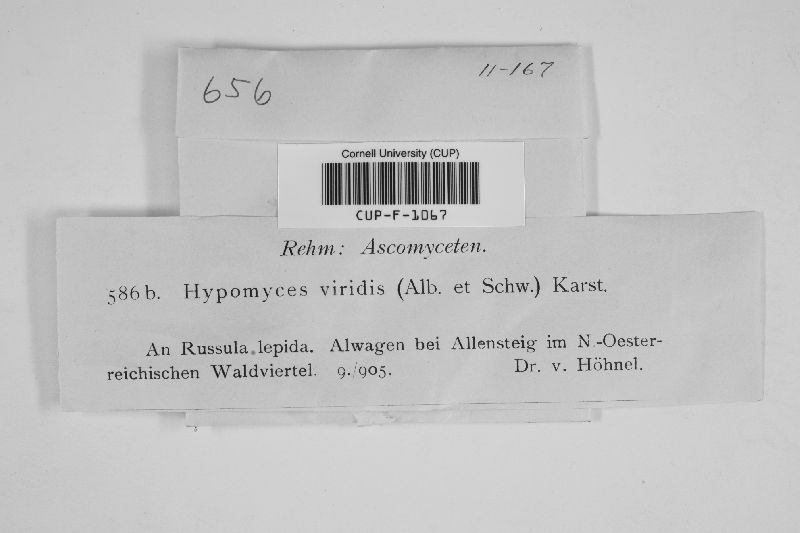 656
11-167
Cornell University (CUP)
CUP-F-1067
Rehm: Ascomyceten.
586 b. Hypomyces viridis (Alb. et Schw.) Karst.
An Russula lepida. Alwagen bei Allensteig im N.-Oester-
reichischen Waldviertel. 9./905. Dr. v. Höhnel.